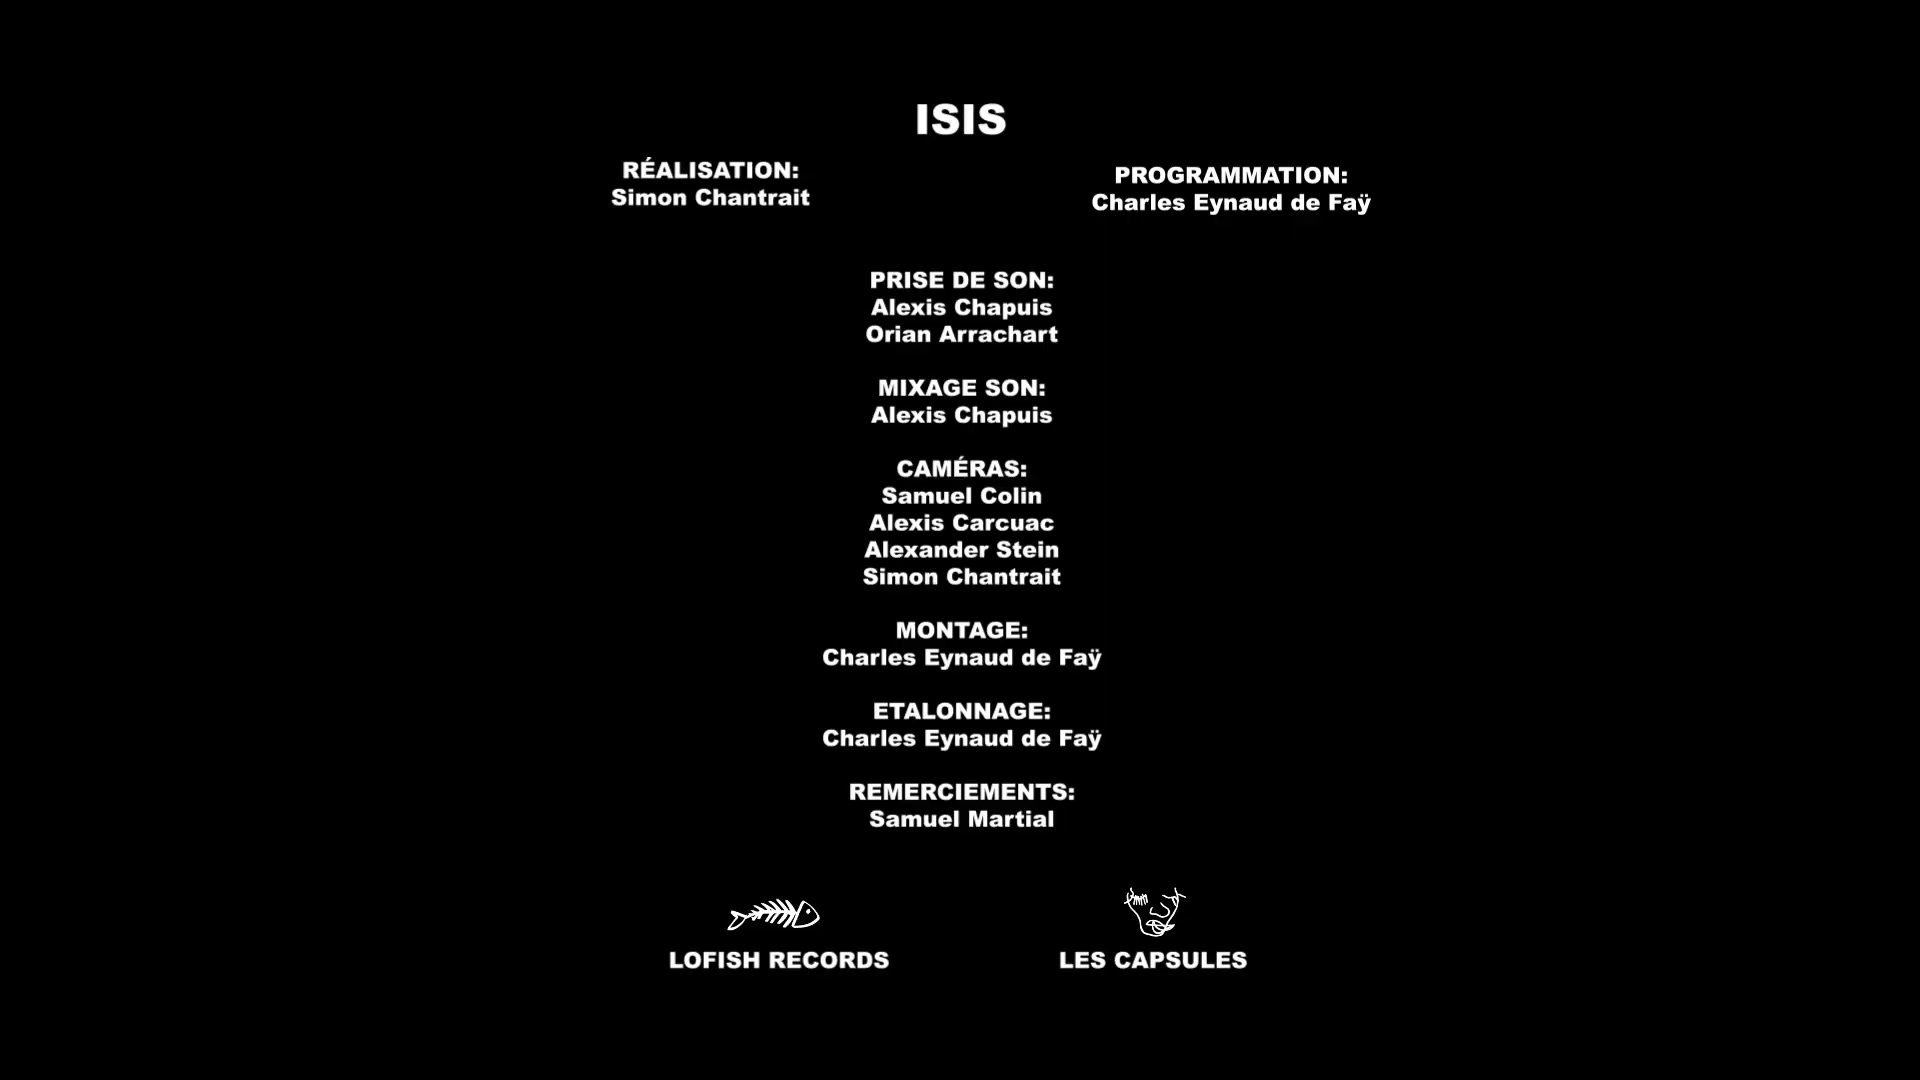 ISIS
RÉALISATION:
Simon Chantrait
PROGRAMMATION:
Charles Eynaud de Faÿ
PRISE DE SON:
Alexis Chapuis
Orian Arrachart
MIXAGE SON:
Alexis Chapuis
CAMÉRAS:
Samuel Colin
Alexis Carcuac
Alexander Stein
Simon Chantrait
MONTAGE:
Charles Eynaud de Faÿ
ETALONNAGE:
Charles Eynaud de Faÿ
REMERCIEMENTS:
Samuel Martial
LOFISH RECORDS
LES CAPSULES